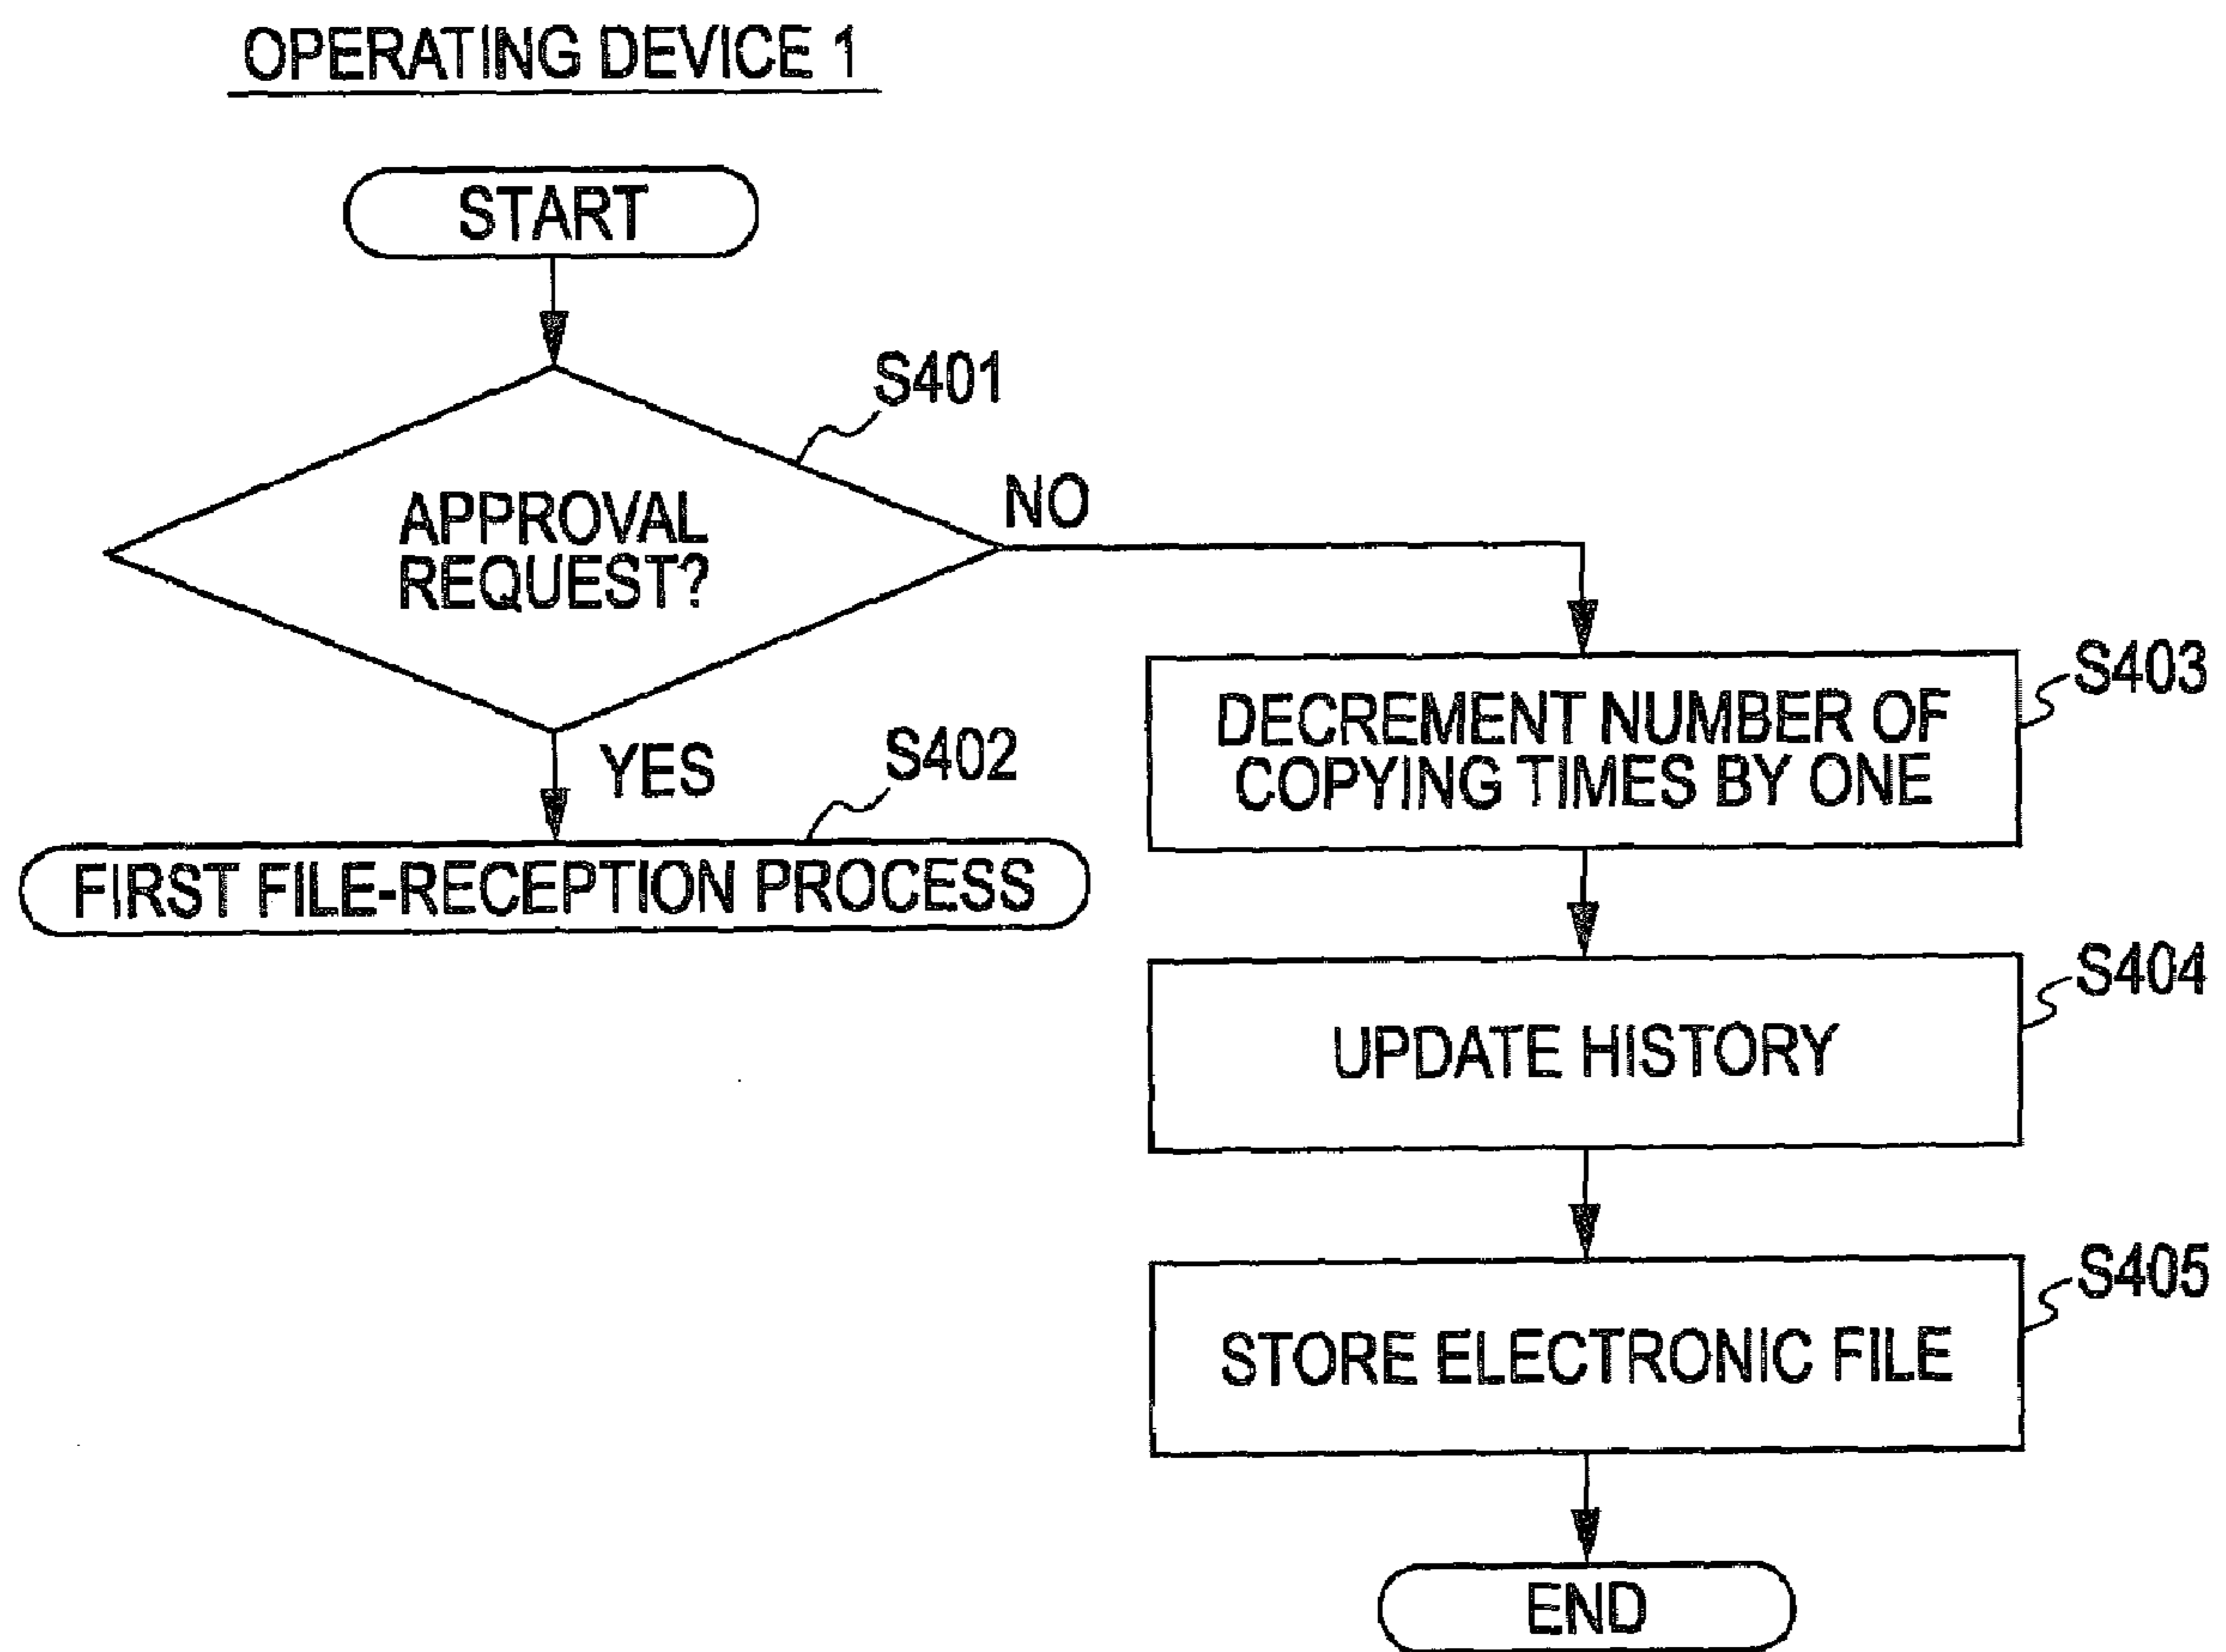 OPERATING DEVICE 1
START
S401
APPROVAL
REQUEST?
NO
YES
S402
FIRST FILE-RECEPTION PROCESS
S403
DECREMENT NUMBER OF
COPYING TIMES BY ONE
S404
UPDATE HISTORY
S405
STORE ELECTRONIC FILE
END